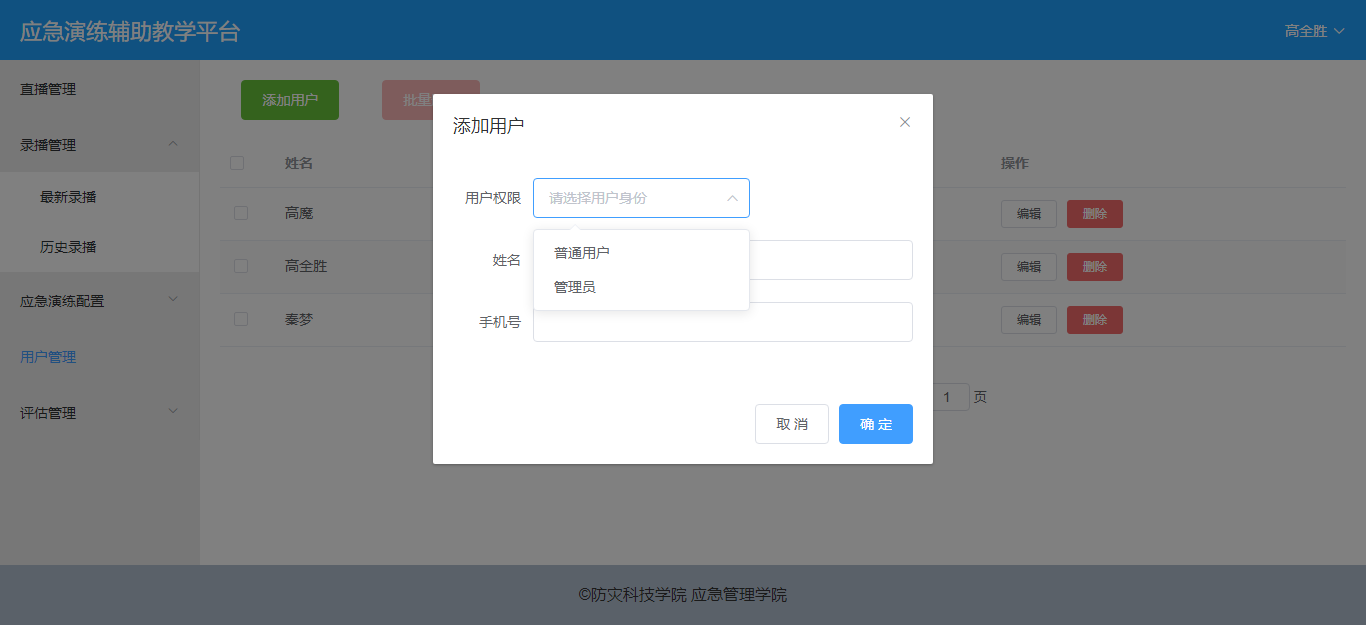 应急演练辅助教学平台
高全胜
直播管理
录播管理
最新录播
历史录播
应急演练配置
用户管理
评估管理
添加用户
批量
姓名
操作
高魔
编辑
删除
高全胜
编辑
删除
秦梦
编辑
删除
1 页
添加用户
用户权限
请选择用户身份
普通用户
管理员
姓名
手机号
取 消
确 定
©防灾科技学院 应急管理学院